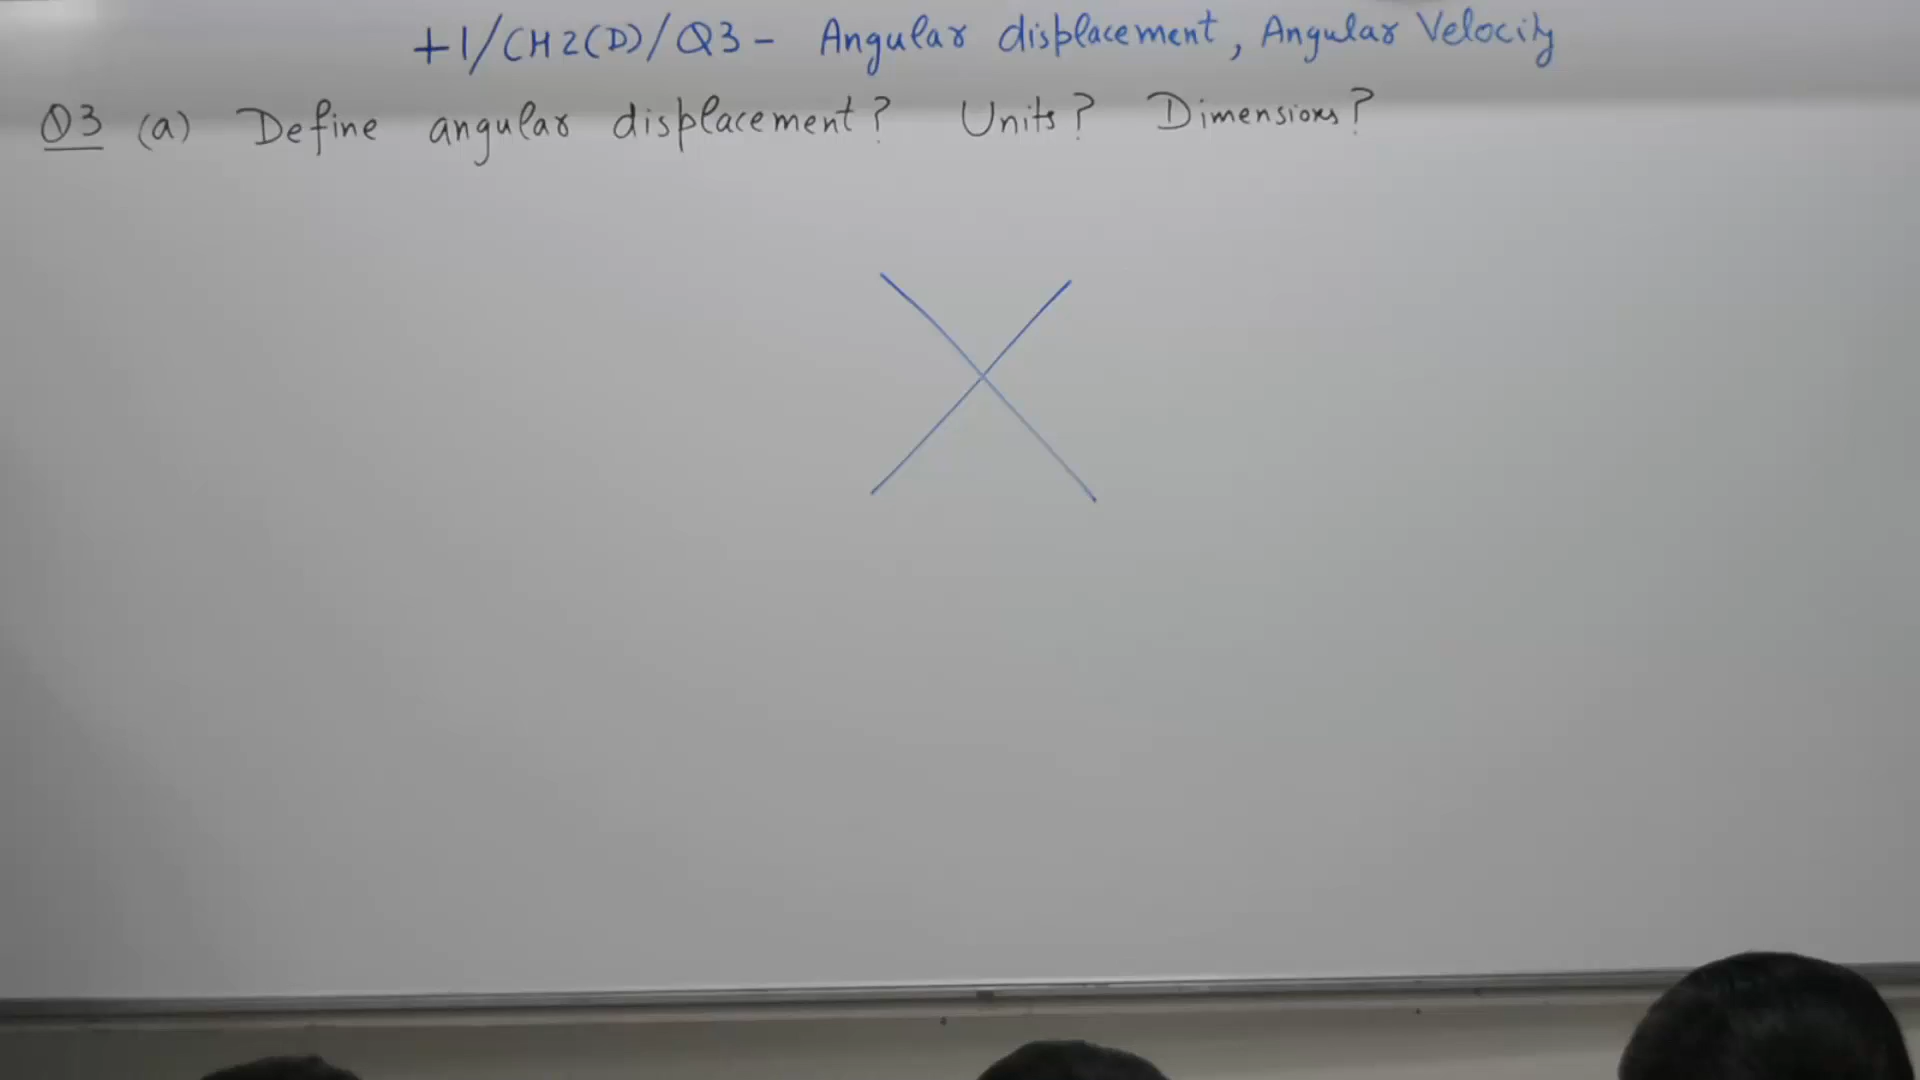 +1/CH2(D)/Q3 - Angular displacement, Angular Velocity
Q3 (a) Define angular displacement? Units? Dimensions?